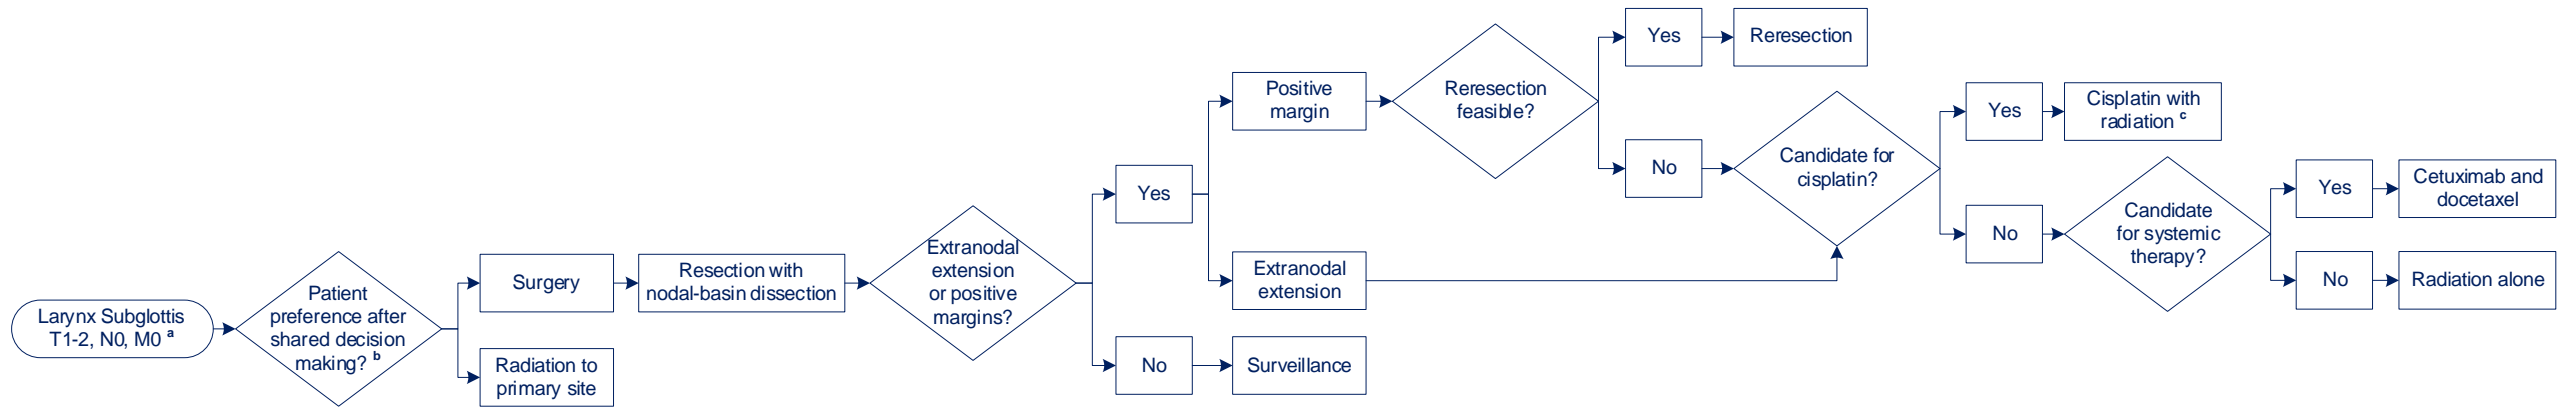 Larynx Subglottis
T1-2, N0, M0 a
Patient
preference after
shared decision
making? b
Surgery
Radiation to
primary site
Resection with
nodal-basin dissection
Extranodal
extension
or positive
margins?
Yes
No
Surveillance
Positive
margin
Extranodal
extension
Reresection
feasible?
Yes
Reresection
No
Candidate for
cisplatin?
Yes
Cisplatin with
radiation c
No
Candidate
for systemic
therapy?
Yes
Cetuximab and
docetaxel
No
Radiation alone